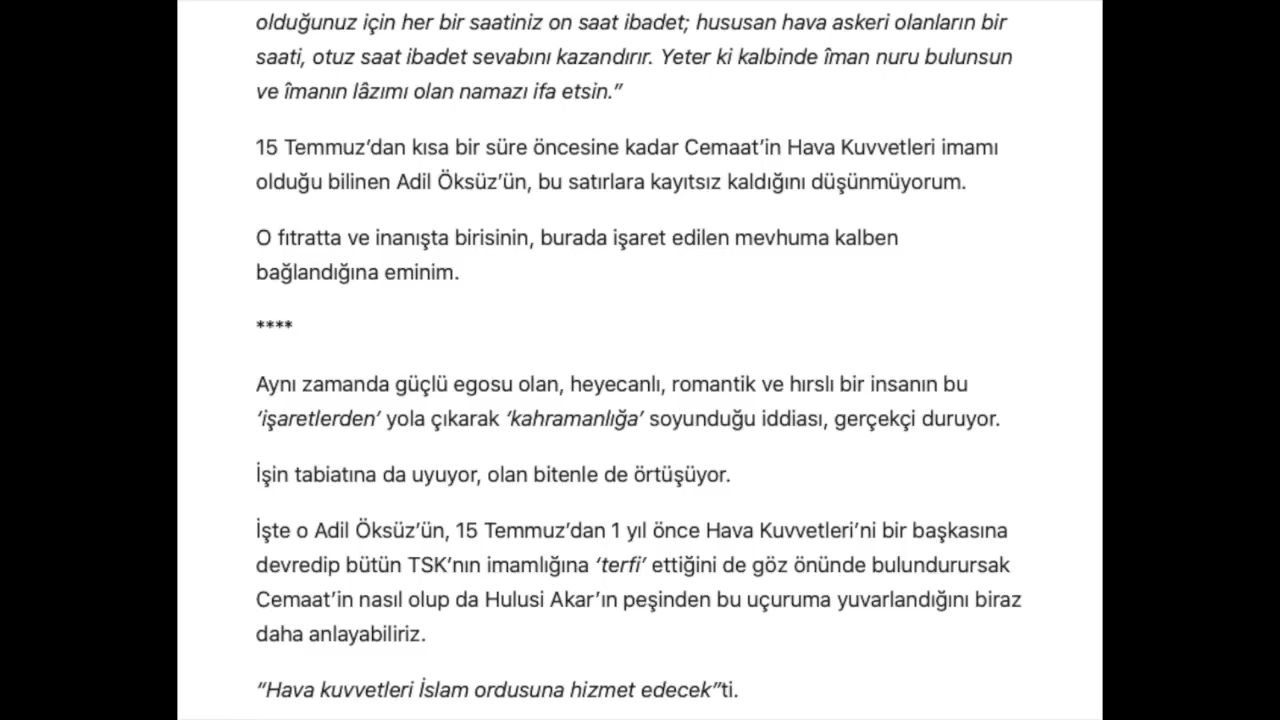 olduğunuz için her bir saatiniz on saat ibadet; hususan hava askeri olanların bir
saati, otuz saat ibadet sevabını kazandırır. Yeter ki kalbinde îman nuru bulunsun
ve îmanın lâzımı olan namazı ifa etsin.”
15 Temmuz’dan kısa bir süre öncesine kadar Cemaat’in Hava Kuvvetleri imamı
olduğu bilinen Adil Öksüz’ün, bu satırlara kayıtsız kaldığını düşünmüyorum.
O fıtratta ve inanışta birisinin, burada işaret edilen mevhuma kalben
bağlandığına eminim.
****
Aynı zamanda güçlü egosu olan, heyecanlı, romantik ve hırslı bir insanın bu
‘işaretlerden’ yola çıkarak ‘kahramanlığa’ soyunduğu iddiası, gerçekçi duruyor.
İşin tabiatına da uyuyor, olan bitenle de örtüşüyor.
İşte o Adil Öksüz’ün, 15 Temmuz’dan 1 yıl önce Hava Kuvvetleri’ni bir başkasına
devredip bütün TSK’nın imamlığına ‘terfi’ ettiğini de göz önünde bulundurursak
Cemaat’in nasıl olup da Hulusi Akar’ın peşinden bu uçuruma yuvarlandığını biraz
daha anlayabiliriz.
“Hava kuvvetleri İslam ordusuna hizmet edecek”ti.